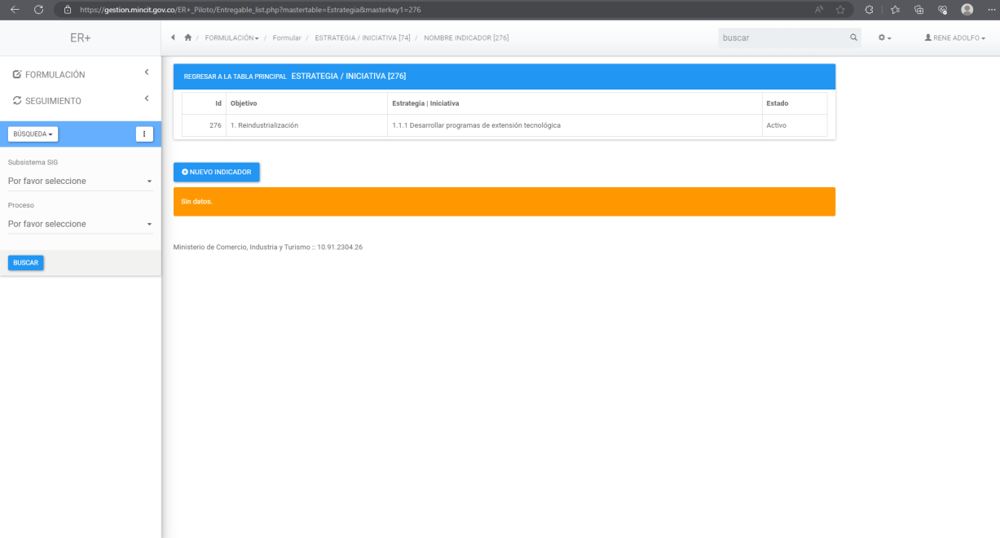 https://gestion.mincit.gov.co/ER+_Piloto/Entregable_list.php?mastertable=Estrategia&masterkey1=276
ER+
/ FORMULACIÓN / Formular / ESTRATEGIA / INICIATIVA [74] / NOMBRE INDICADOR [276]
buscar
RENE ADOLFO
FORMULACIÓN
SEGUIMIENTO
BÚSQUEDA
Subsistema SIG
Por favor seleccione
Proceso
Por favor seleccione
BUSCAR
REGRESAR A LA TABLA PRINCIPAL ESTRATEGIA / INICIATIVA [276]
Id Objetivo Estrategia | Iniciativa Estado
276 1. Reindustrialización 1.1.1 Desarrollar programas de extensión tecnológica Activo
NUEVO INDICADOR
Sin datos.
Ministerio de Comercio, Industria y Turismo :: 10.91.2304.26